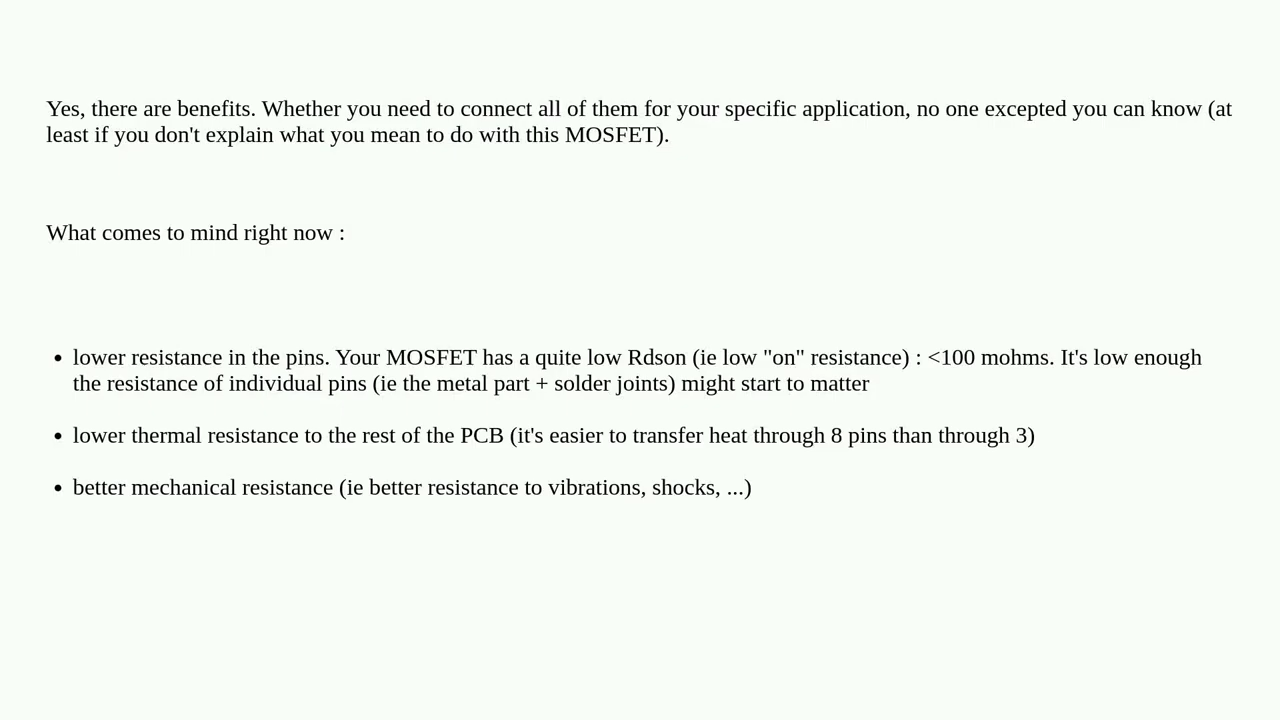 Yes, there are benefits. Whether you need to connect all of them for your specific application, no one excepted you can know (at
least if you don't explain what you mean to do with this MOSFET).
What comes to mind right now :
• lower resistance in the pins. Your MOSFET has a quite low Rdson (ie low "on" resistance) : <100 mohms. It's low enough
the resistance of individual pins (ie the metal part + solder joints) might start to matter
• lower thermal resistance to the rest of the PCB (it's easier to transfer heat through 8 pins than through 3)
• better mechanical resistance (ie better resistance to vibrations, shocks, ...)